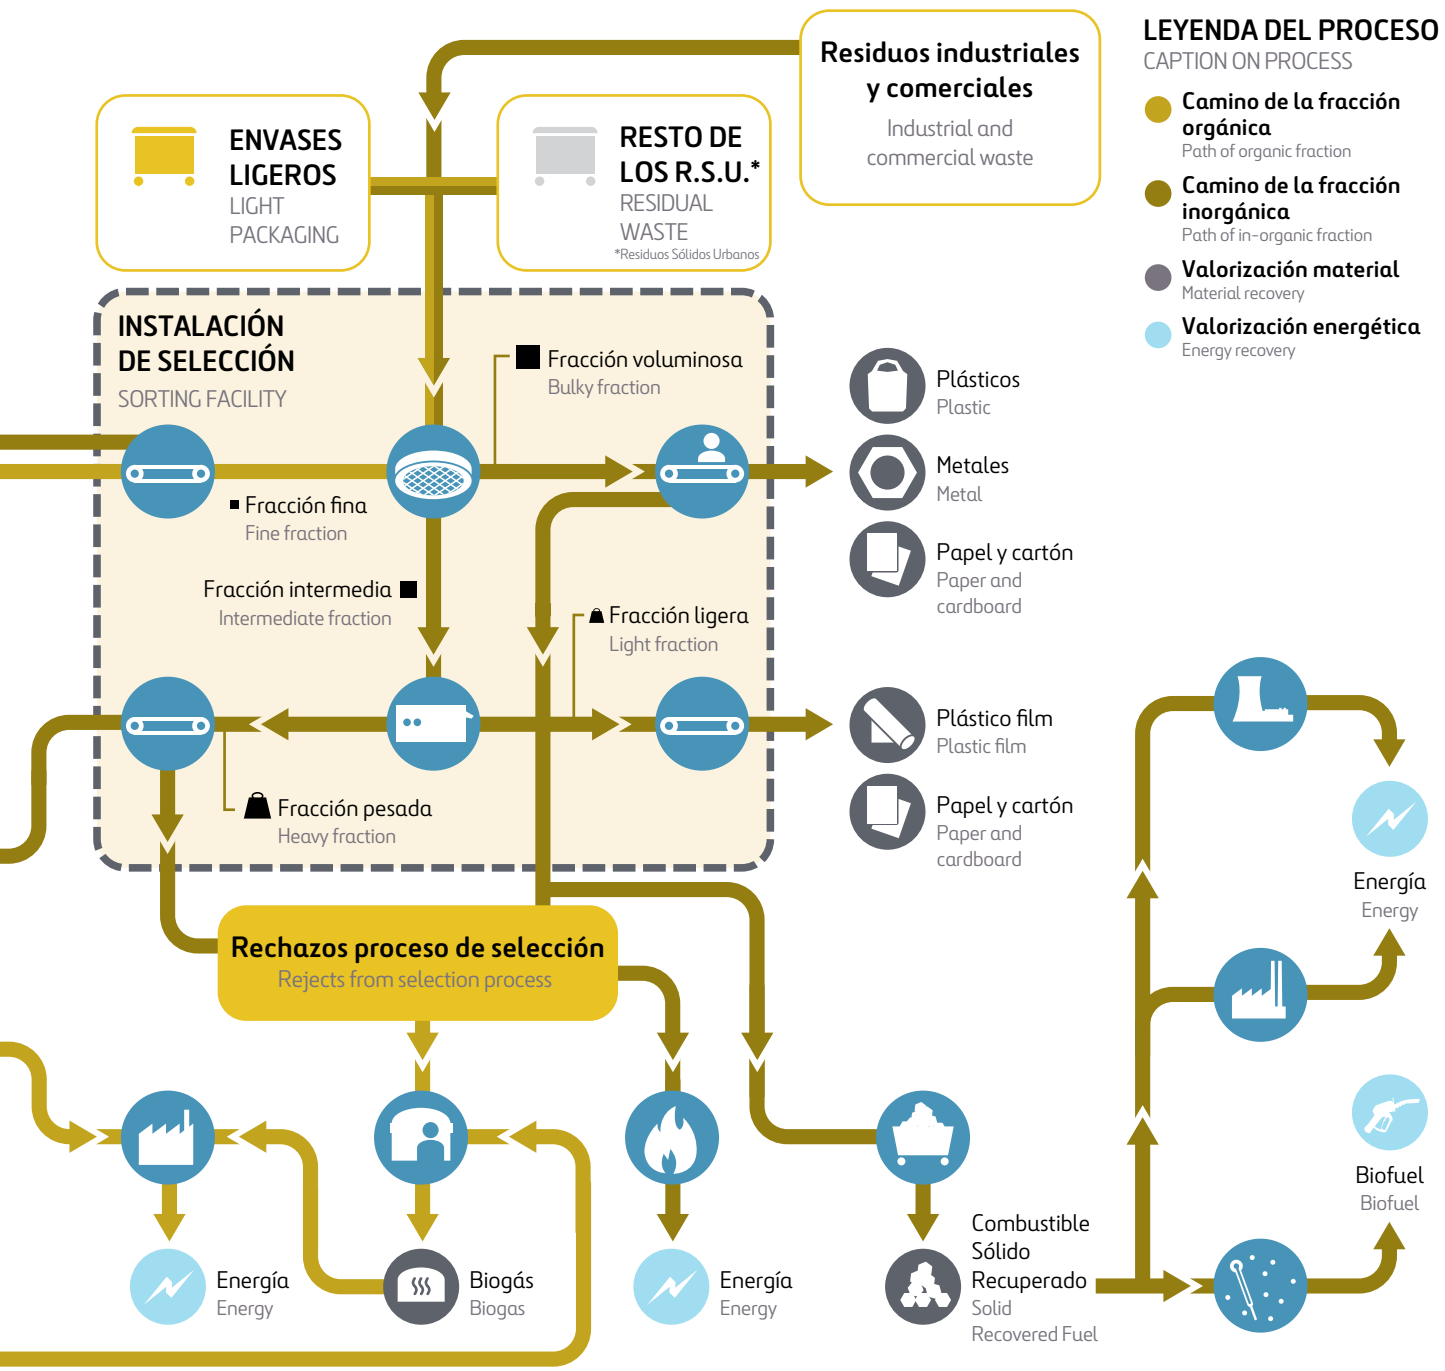 Residuos industriales
y comerciales
Industrial and
commercial waste
LEYENDA DEL PROCESO
CAPTION ON PROCESS
Camino de la fracción
orgánica
Path of organic fraction
Camino de la fracción
inorgánica
Path of in-organic fraction
Valorización material
Material recovery
Valorización energética
Energy recovery
ENVASES
LIGEROS
LIGHT
PACKAGING
RESTO DE
LOS R.S.U.*
RESIDUAL
WASTE
*Residuos Sólidos Urbanos
INSTALACIÓN
DE SELECCIÓN
SORTING FACILITY
Fracción voluminosa
Bulky fraction
Fracción fina
Fine fraction
Fracción intermedia
Intermediate fraction
Fracción ligera
Light fraction
Fracción pesada
Heavy fraction
Plásticos
Plastic
Metales
Metal
Papel y cartón
Paper and
cardboard
Plástico film
Plastic film
Papel y cartón
Paper and
cardboard
Rechazos proceso de selección
Rejects from selection process
Energía
Energy
Biofuel
Biofuel
Energía
Energy
Biogás
Biogas
Energía
Energy
Combustible
Sólido
Recuperado
Solid
Recovered Fuel